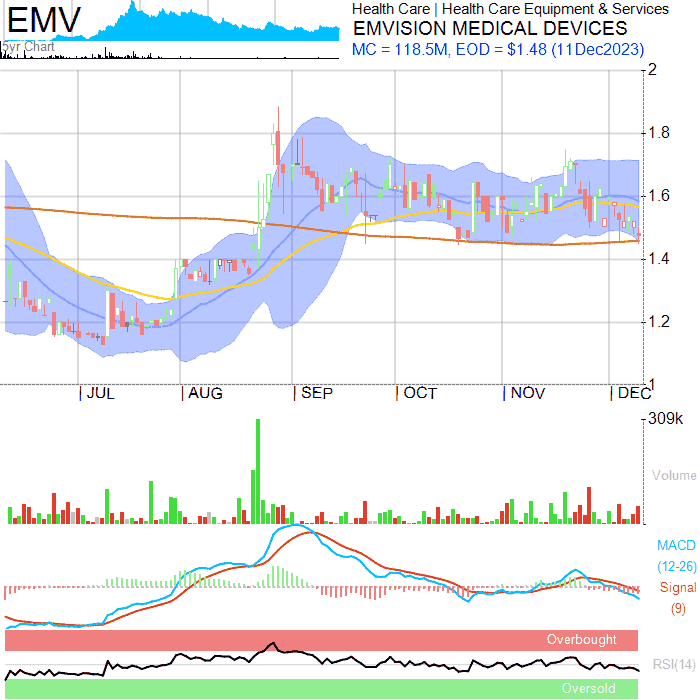 EMV
5yr Chart
Health Care | Health Care Equipment & Services
EMVISION MEDICAL DEVICES
MC = 118.5M, EOD = $1.48 (11Dec2023)
2
1.8
1.6
1.4
1.2
1
JUL AUG SEP OCT NOV DEC
309k
Volume
MACD
(12-26)
Signal
(9)
Overbought
RSI(14)
Oversold